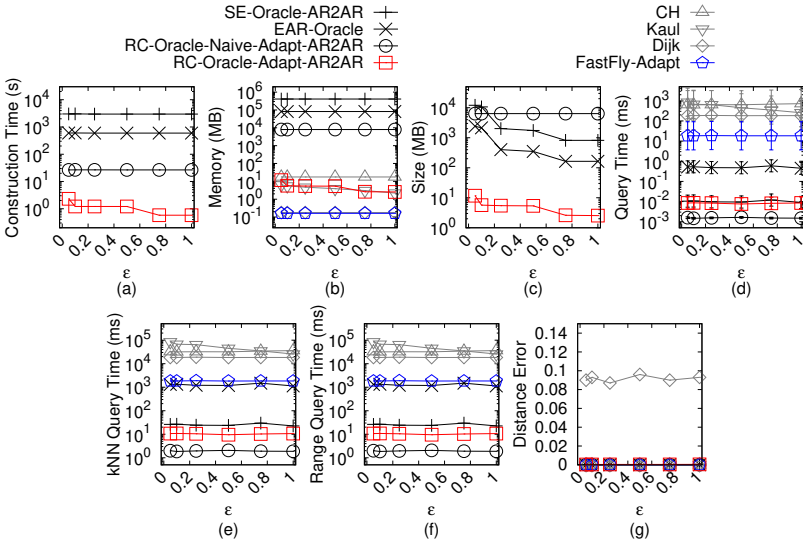 SE-Oracle-AR2AR
EAR-Oracle
RC-Oracle-Naive-Adapt-AR2AR
RC-Oracle-Adapt-AR2AR
CH
Kaul
Dijk
FastFly-Adapt
Construction Time (s)
10^4
10^3
10^2
10^1
10^0
0 0.2 0.4 0.6 0.8 1
ε
(a)
Memory (MB)
10^6
10^5
10^4
10^3
10^2
10^1
10^0
10^-1
0 0.2 0.4 0.6 0.8 1
ε
(b)
Size (MB)
10^4
10^3
10^2
10^1
10^0
0 0.2 0.4 0.6 0.8 1
ε
(c)
Query Time (ms)
10^3
10^2
10^1
10^0
10^-1
10^-2
10^-3
0 0.2 0.4 0.6 0.8 1
ε
(d)
kNN Query Time (ms)
10^5
10^4
10^3
10^2
10^1
10^0
0 0.2 0.4 0.6 0.8 1
ε
(e)
Range Query Time (ms)
10^5
10^4
10^3
10^2
10^1
10^0
0 0.2 0.4 0.6 0.8 1
ε
(f)
Distance Error
0.14
0.12
0.1
0.08
0.06
0.04
0.02
0
0 0.2 0.4 0.6 0.8 1
ε
(g)